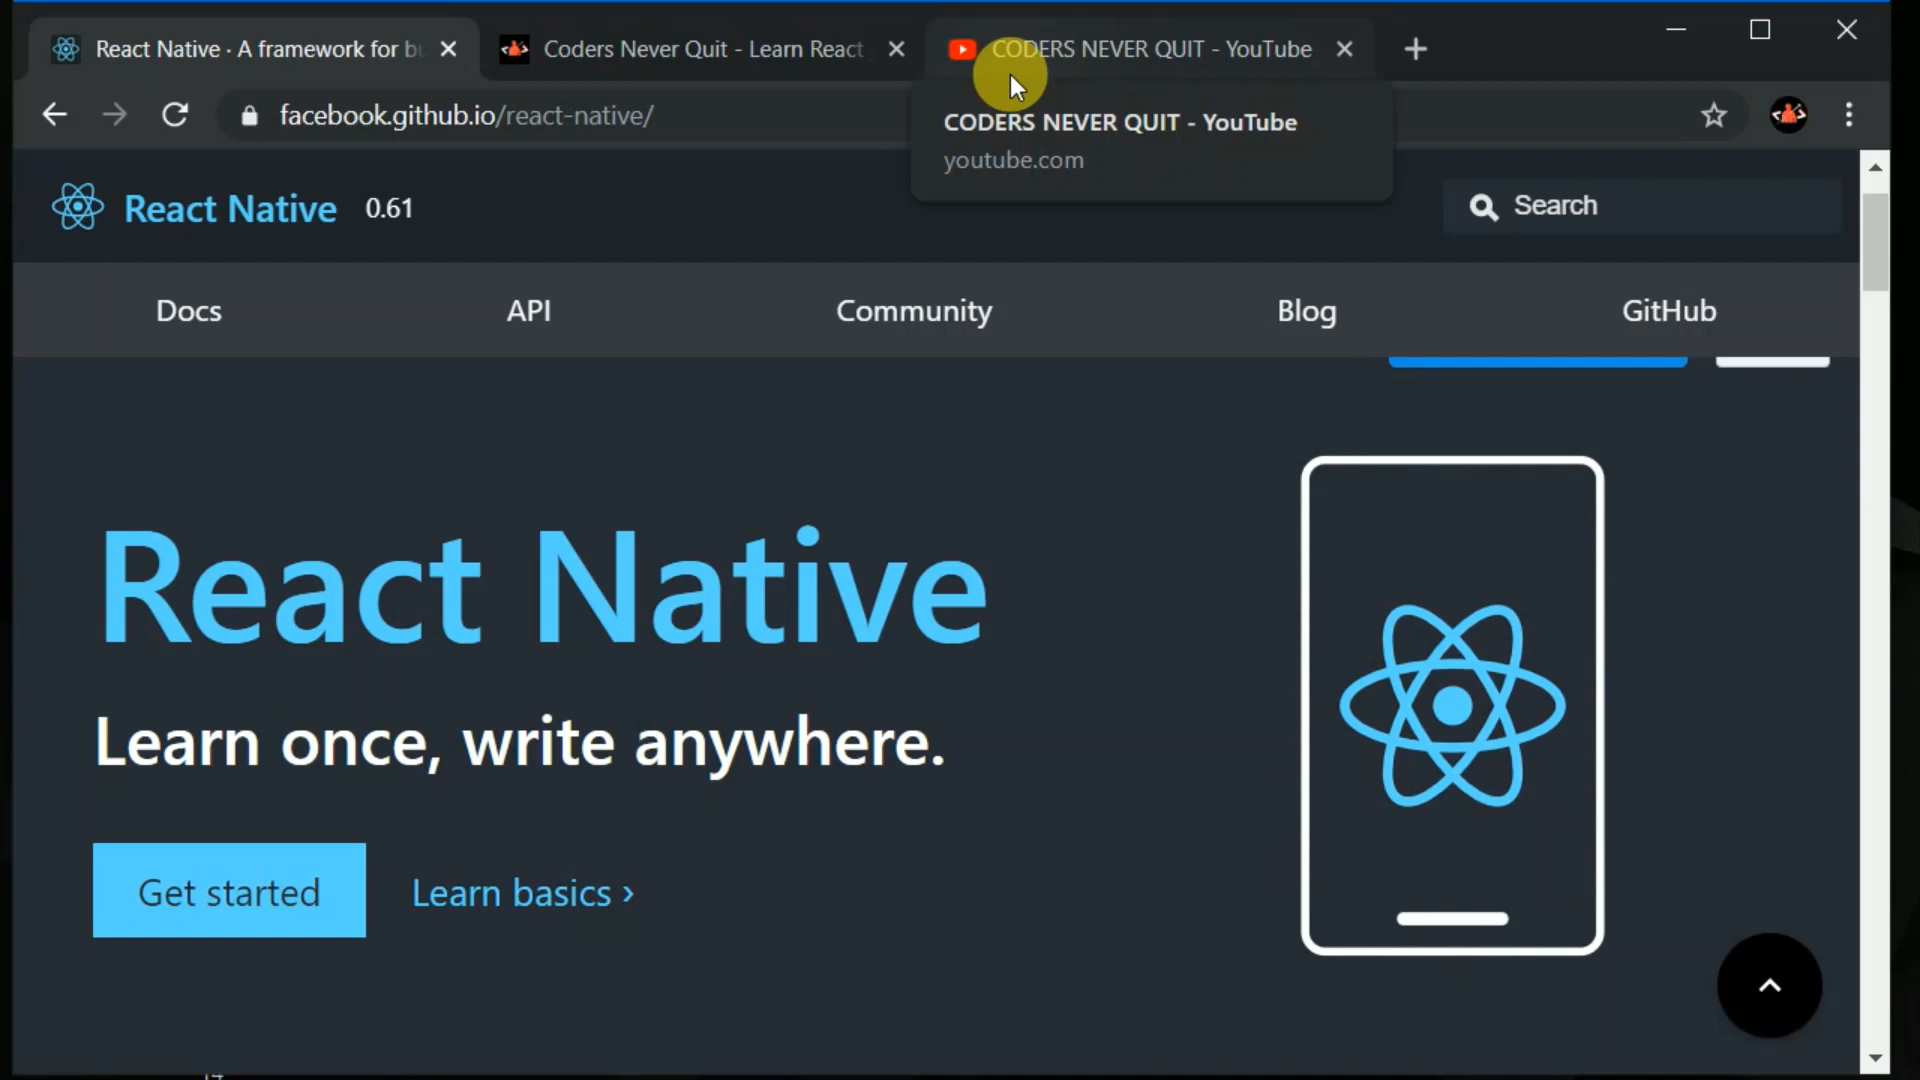 React Native · A framework for bu
Coders Never Quit - Learn React
CODERS NEVER QUIT - YouTube
facebook.github.io/react-native/
CODERS NEVER QUIT - YouTube
youtube.com
React Native 0.61
Search
Docs
API
Community
Blog
GitHub
React Native
Learn once, write anywhere.
Get started
Learn basics ›